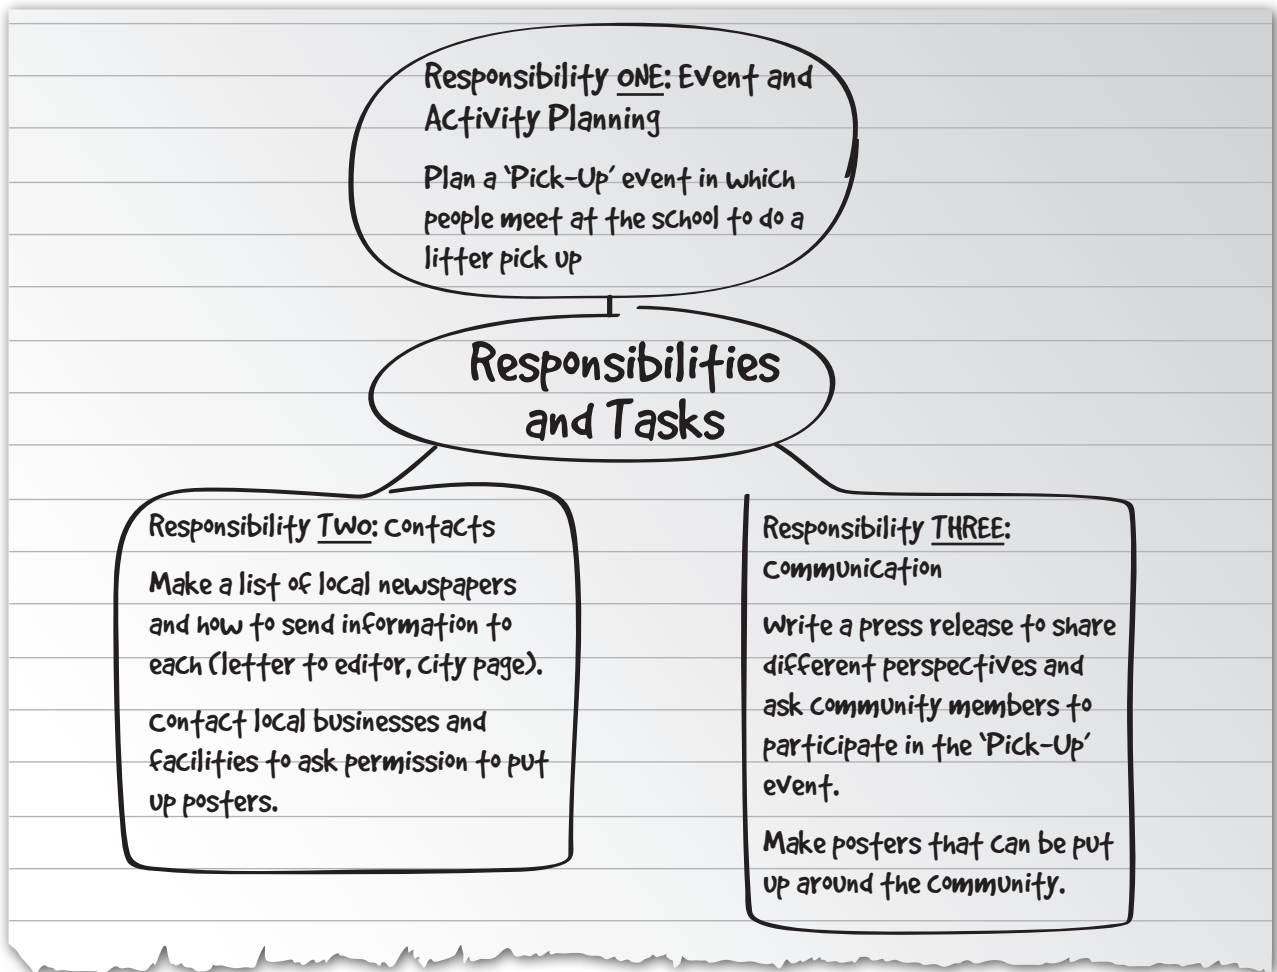 Responsibility ONE: Event and
Activity Planning
Plan a ‘Pick-Up’ event in which
people meet at the school to do a
litter pick up
Responsibilities
and Tasks
Responsibility TWO: Contacts
Make a list of local newspapers
and how to send information to
each (letter to editor, city page).
Contact local businesses and
facilities to ask permission to put
up posters.
Responsibility THREE:
Communication
Write a press release to share
different perspectives and
ask community members to
participate in the ‘Pick-Up’
event.
Make posters that can be put
up around the community.